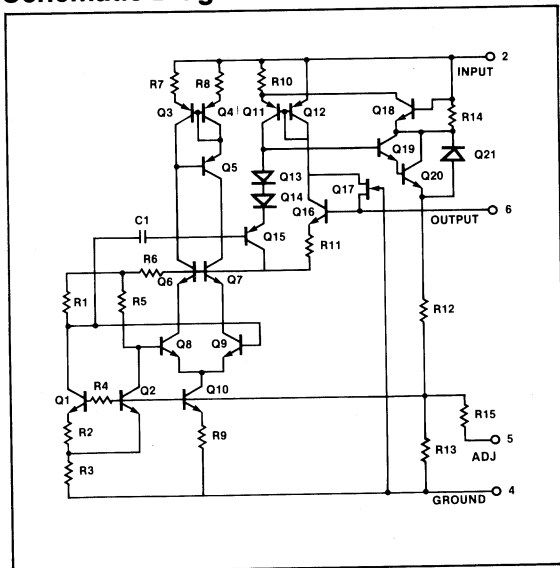 R7
R8
R10
2
INPUT
Q3
Q4
Q11
Q12
Q18
R14
Q5
Q19
Q20
Q21
Q13
Q14
Q17
Q16
6
OUTPUT
C1
Q15
R11
R6
Q6
Q7
R1
R5
R12
Q8
Q9
Q1
R4
Q2
Q10
R15
R2
R9
R13
5
ADJ
R3
4
GROUND